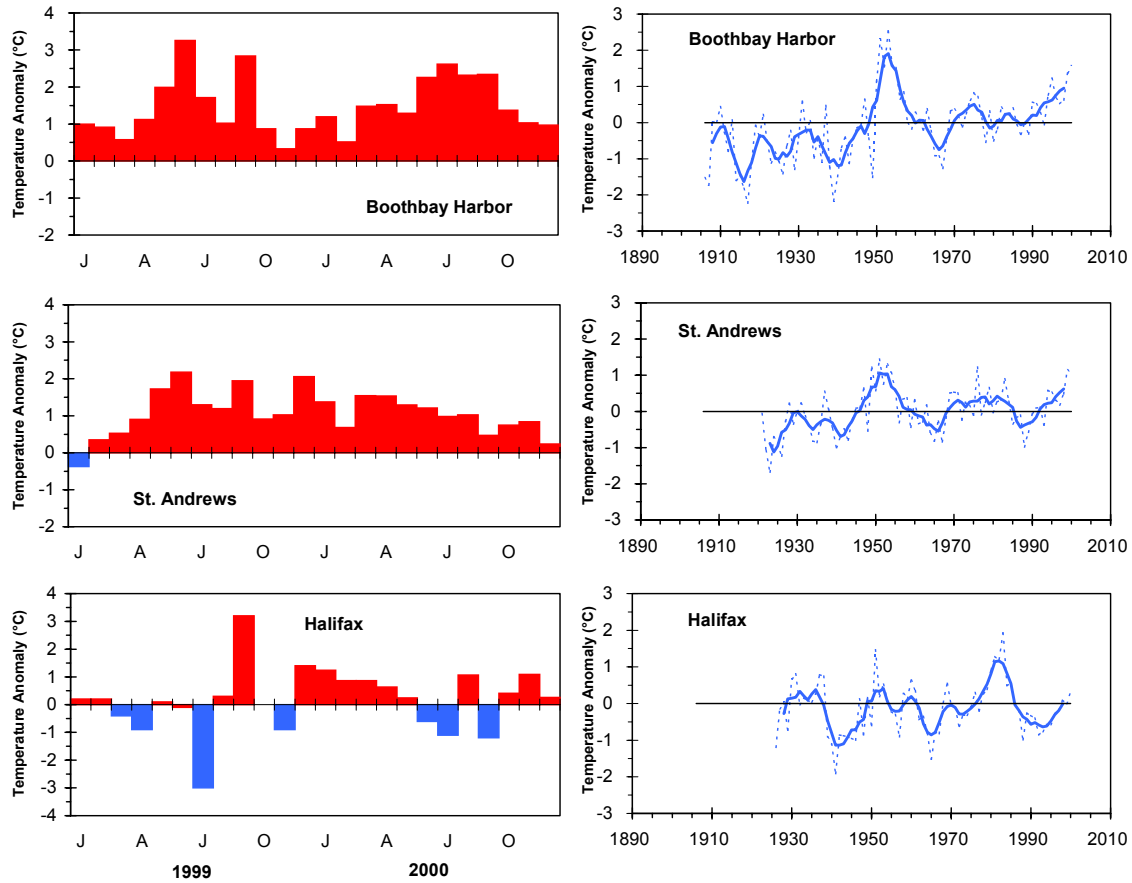 Temperature Anomaly (°C)
4
3
2
1
0
-1
-2
Boothbay Harbor
J A J O J A J O
Temperature Anomaly (°C)
3
2
1
0
-1
-2
-3
Boothbay Harbor
1890 1910 1930 1950 1970 1990 2010
Temperature Anomaly (°C)
4
3
2
1
0
-1
-2
St. Andrews
J A J O J A J O
Temperature Anomaly (°C)
3
2
1
0
-1
-2
-3
St. Andrews
1890 1910 1930 1950 1970 1990 2010
Temperature Anomaly (°C)
4
3
2
1
0
-1
-2
-3
-4
Halifax
J A J O J A J O
1999 2000
Temperature Anomaly (°C)
3
2
1
0
-1
-2
-3
Halifax
1890 1910 1930 1950 1970 1990 2010